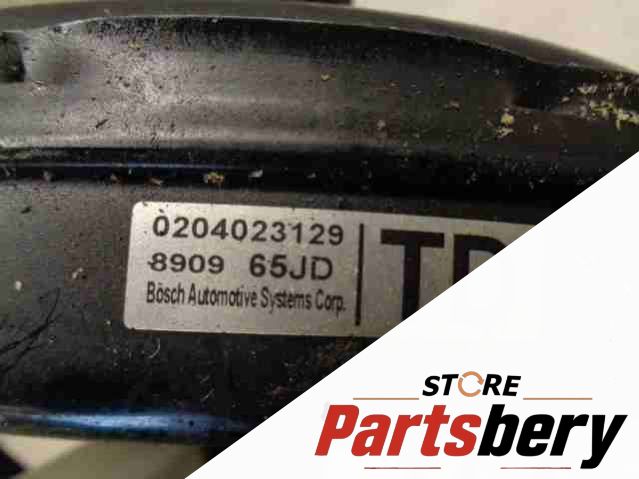 0204023129
8909 65JD
Bosch Automotive Systems Corp.
STORE
Partsbery